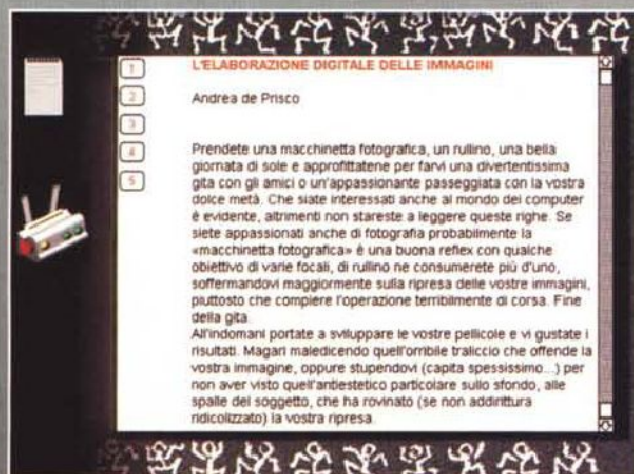 L'ELABORAZIONE DIGITALE DELLE IMMAGINI
1
2
3
4
5
Andrea de Prisco
Prendete una macchinetta fotografica, un rullino, una bella
giornata di sole e approfittatene per farvi una divertentissima
gita con gli amici o un'appassionante passeggiata con la vostra
dolce metà. Che siate interessati anche al mondo dei computer
è evidente, altrimenti non stareste a leggere queste righe. Se
siete appassionati anche di fotografia probabilmente la
«macchinetta fotografica» è una buona reflex con qualche
obiettivo di varie focali, di rullino ne consumerete più d'uno,
soffermandovi maggiormente sulla ripresa delle vostre immagini,
piuttosto che compiere l'operazione terribilmente di corsa. Fine
della gita.
All'indomani portate a sviluppare le vostre pellicole e vi gustate i
risultati. Magari maledicendo quell'orribile traliccio che offende la
vostra immagine, oppure stupendovi (capita spessissimo...) per
non aver visto quell'antiestetico particolare sullo sfondo, alle
spalle del soggetto, che ha rovinato (se non addirittura
ridicolizzato) la vostra ripresa.